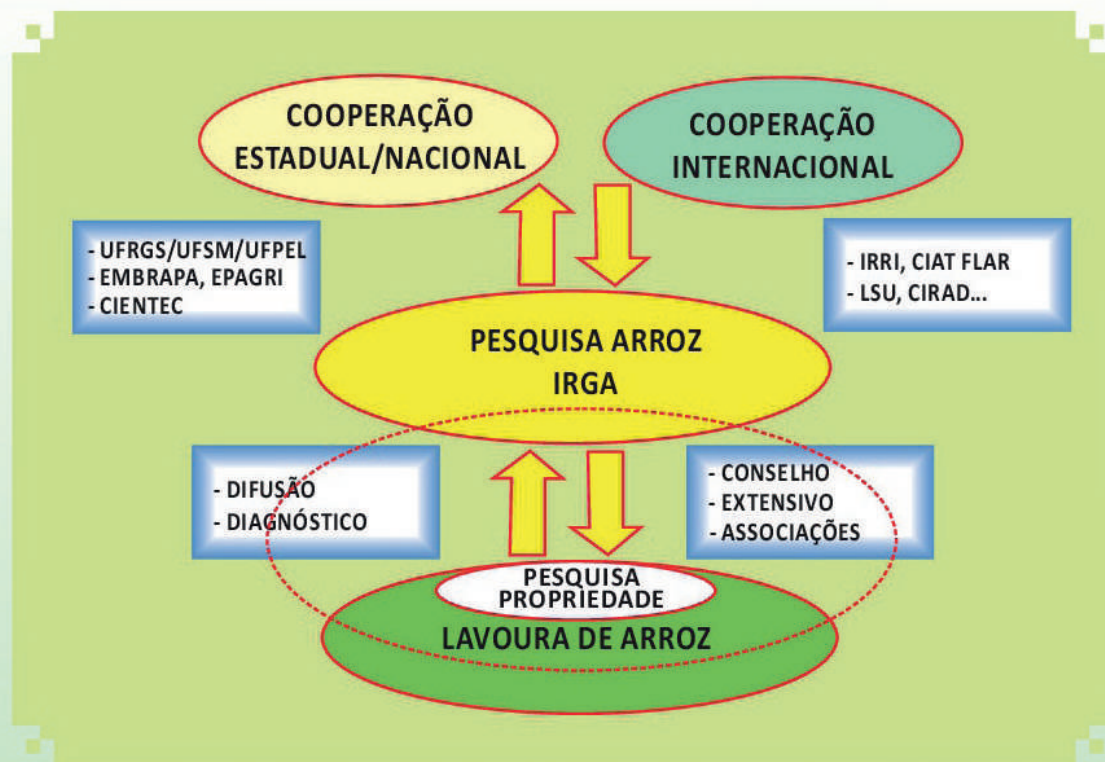 COOPERAÇÃO
ESTADUAL/NACIONAL
COOPERAÇÃO
INTERNACIONAL
- UFRGS/UFSM/UFPEL
- EMBRAPA, EPAGRI
- CIENTEC
- IRRI, CIAT FLAR
- LSU, CIRAD...
PESQUISA ARROZ
IRGA
- DIFUSÃO
- DIAGNÓSTICO
- CONSELHO
- EXTENSIVO
- ASSOCIAÇÕES
PESQUISA
PROPRIEDADE
LAVOURA DE ARROZ